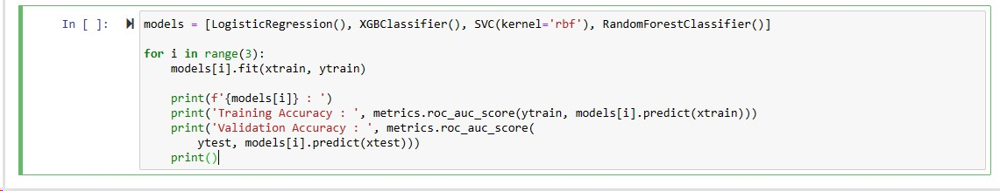 In [ ]: models = [LogisticRegression(), XGBClassifier(), SVC(kernel='rbf'), RandomForestClassifier()]
for i in range(3):
models[i].fit(xtrain, ytrain)
print(f'{models[i]} : ')
print('Training Accuracy : ', metrics.roc_auc_score(ytrain, models[i].predict(xtrain)))
print('Validation Accuracy : ', metrics.roc_auc_score(
ytest, models[i].predict(xtest)))
print()